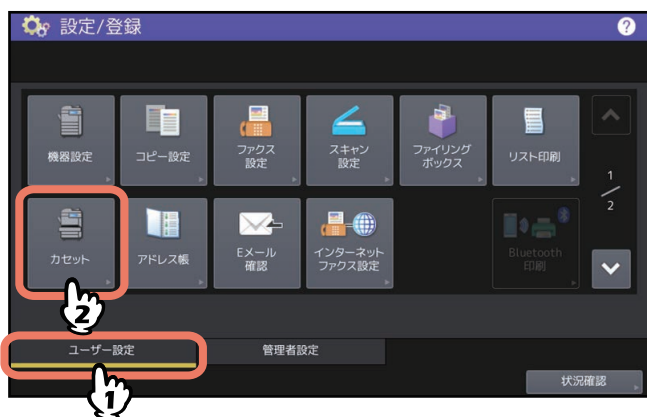 設定/登録
?
機器設定
コピー設定
ファクス
設定
スキャン
設定
ファイリング
ボックス
リスト印刷
1
2
カセット
アドレス帳
Eメール
確認
インターネット
ファクス設定
Bluetooth
印刷
2
ユーザー設定
管理者設定
1
状況確認